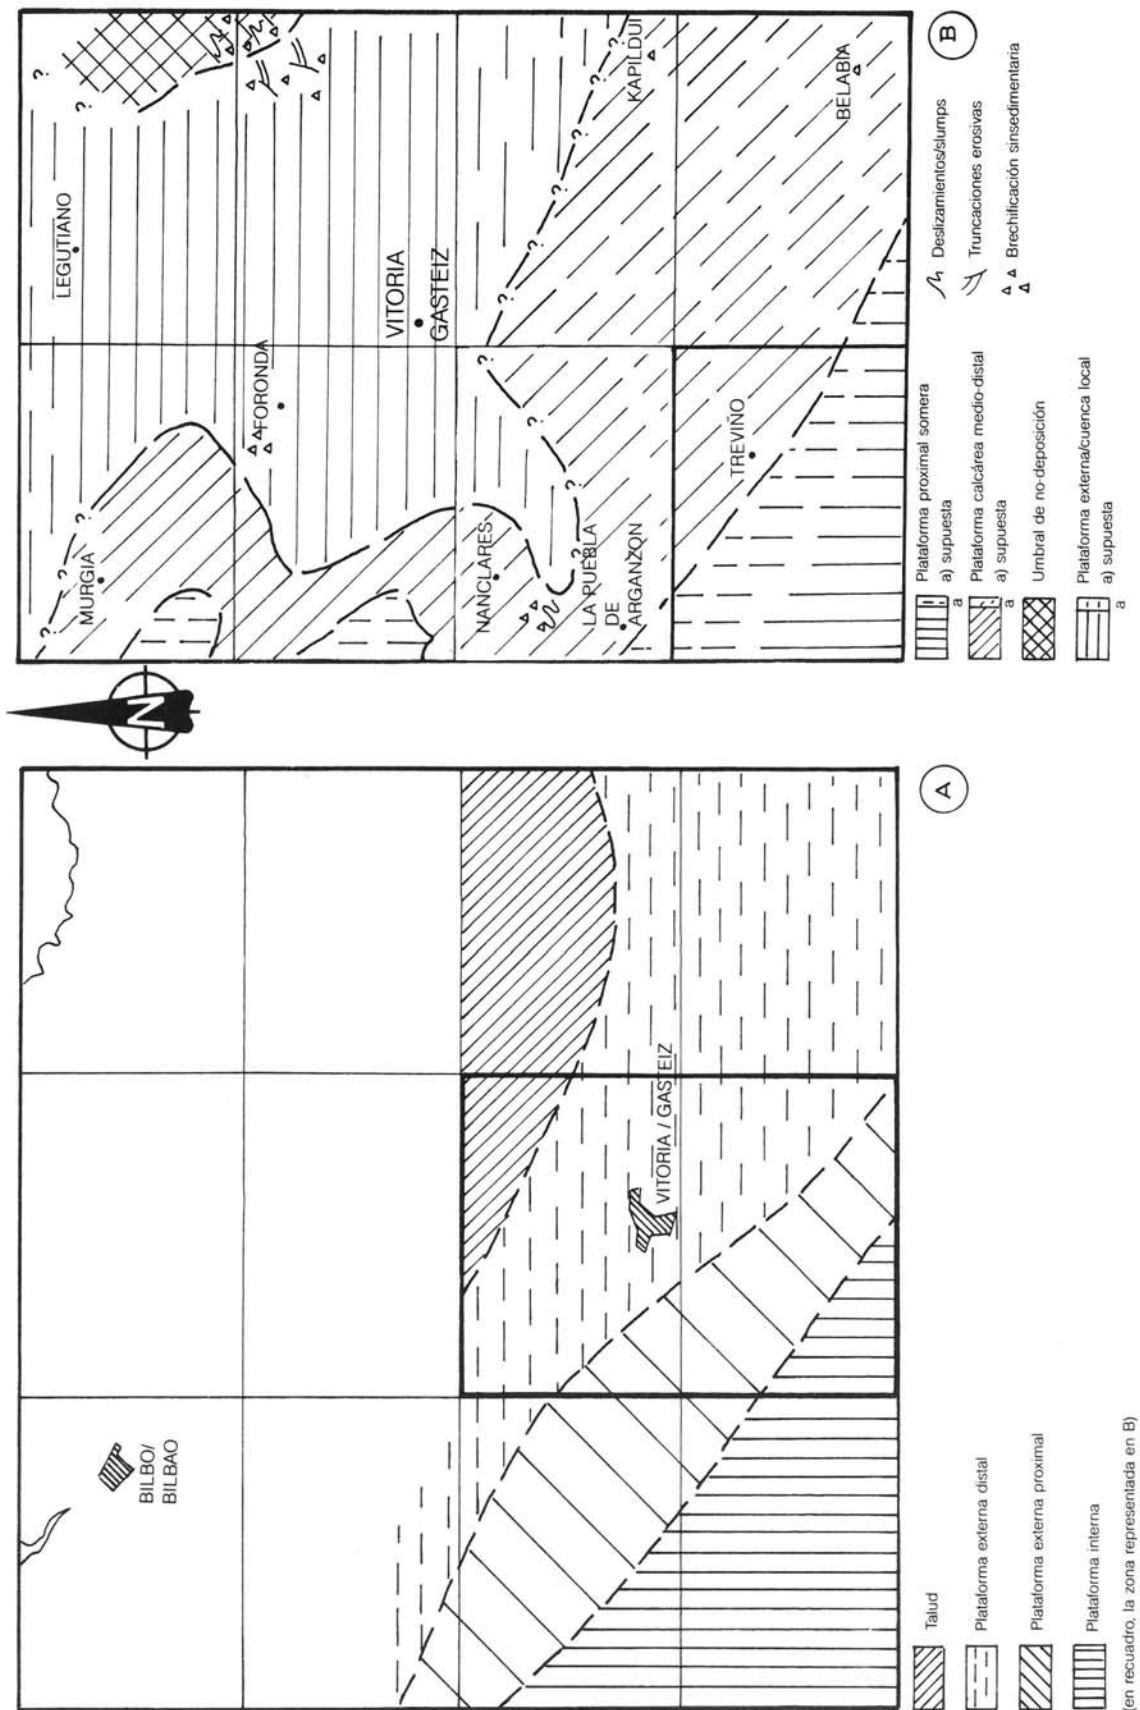 BILBO/
BILBAO
VITORIA / GASTEIZ
A
Talud
Plataforma externa distal
Plataforma externa proximal
Plataforma interna
(en recuadro, la zona representada en B)
N
LEGUTIANO
MURGIA
FORONDA
VITORIA
GASTEIZ
NANCLARES
LA PUEBLA
DE
ARGANZON
KAPILDUI
TREVIÑO
BELABIA
? ? ? ? ? ? ? ? ? ? ? ? ? ? ? ? ? ?
B
Plataforma proximal somera
a) supuesta
a
Plataforma calcárea medio-distal
a) supuesta
a
Umbral de no-deposición
Plataforma externa/cuenca local
a) supuesta
a
Deslizamientos/slumps
Truncaciones erosivas
Brechificación sinsedimentaria